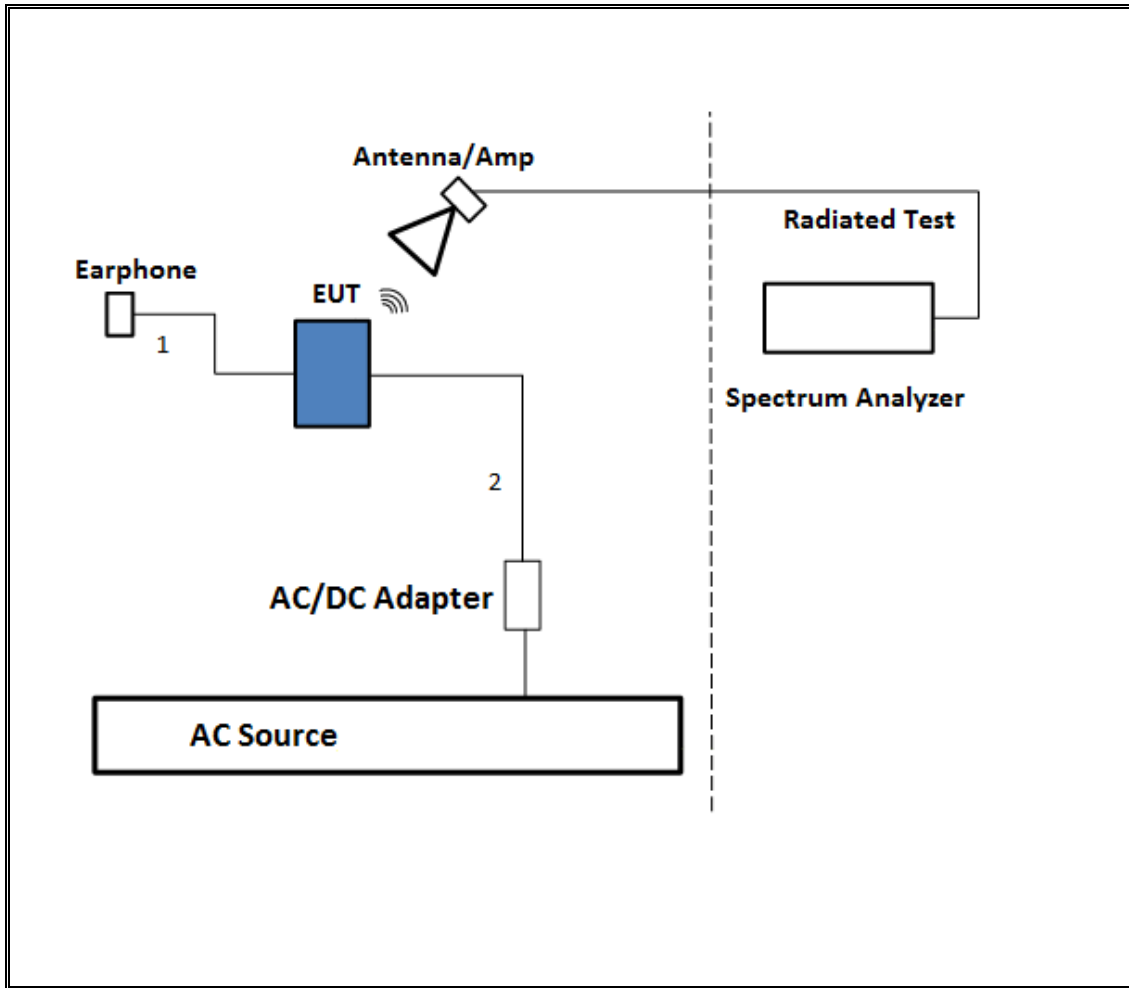 Antenna/Amp
Radiated Test
Earphone
EUT
1
Spectrum Analyzer
2
AC/DC Adapter
AC Source